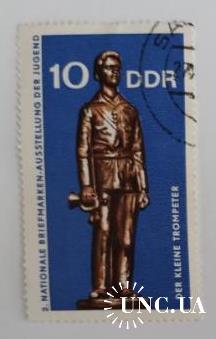 10 DDR
2. NATIONALE BRIEFMARKEN-AUSSTELLUNG DER JUGEND
DER KLEINE TROMPETER
UNC.UA